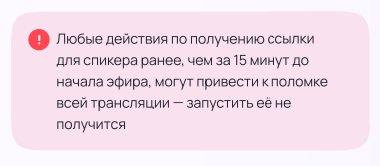 Любые действия по получению ссылки
для спикера ранее, чем за 15 минут до
начала эфира, могут привести к поломке
всей трансляции — запустить её не
получится